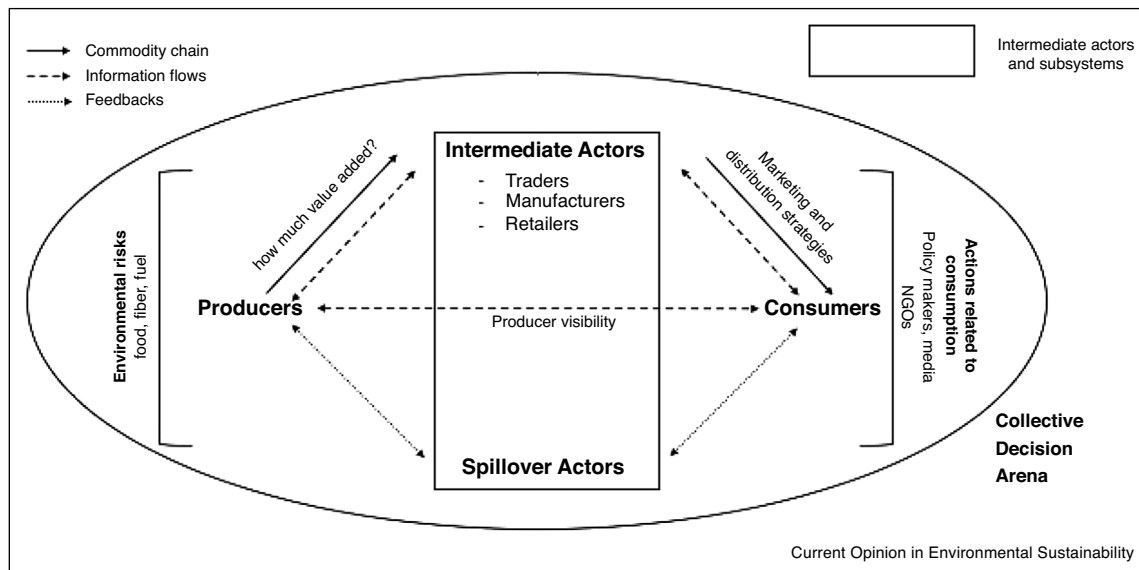 Commodity chain
Information flows
Feedbacks
Intermediate actors
and subsystems
Intermediate Actors
- Traders
- Manufacturers
- Retailers
how much value added?
Marketing and
distribution strategies
Environmental risks
food, fiber, fuel
Producers
Producer visibility
Consumers
Actions related to
consumption
Policy makers, media
NGOs
Spillover Actors
Collective
Decision
Arena
Current Opinion in Environmental Sustainability